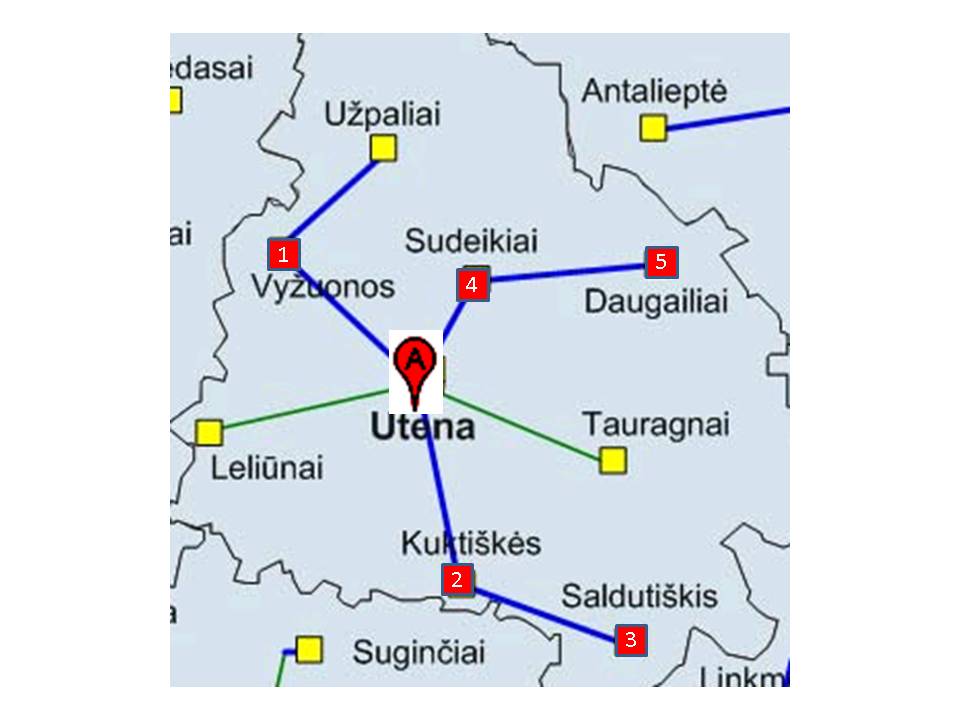 edasai
Antalieptė
Užpaliai
ai
Sudeikiai
1
5
4
Vyžuonos
Daugailiai
A
Utena
Tauragnai
Leliūnai
Kuktiškės
2
Saldutiškis
a
3
Suginčiai
Linkm